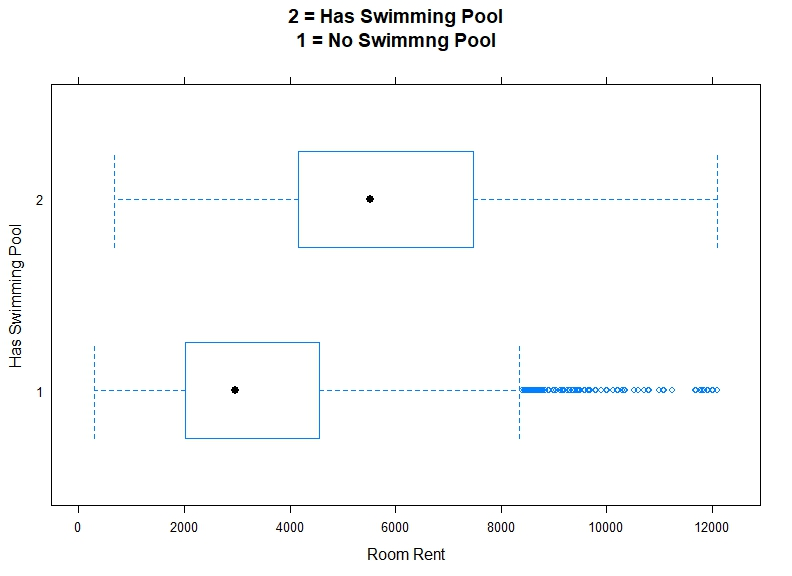 2 = Has Swimming Pool
1 = No Swimmng Pool
Has Swimming Pool
2
1
0 2000 4000 6000 8000 10000 12000
Room Rent